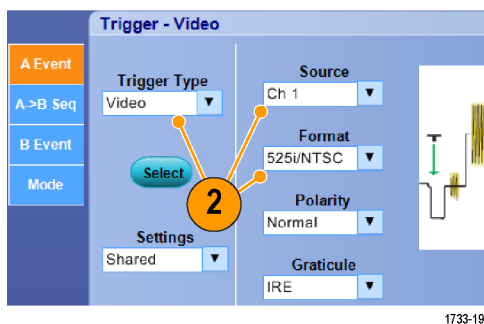 Trigger - Video
A Event
A->B Seq
B Event
Mode
Trigger Type
Video
Select
Settings
Shared
2
Source
Ch 1
Format
525i/NTSC
Polarity
Normal
Graticule
IRE
T
1733-19